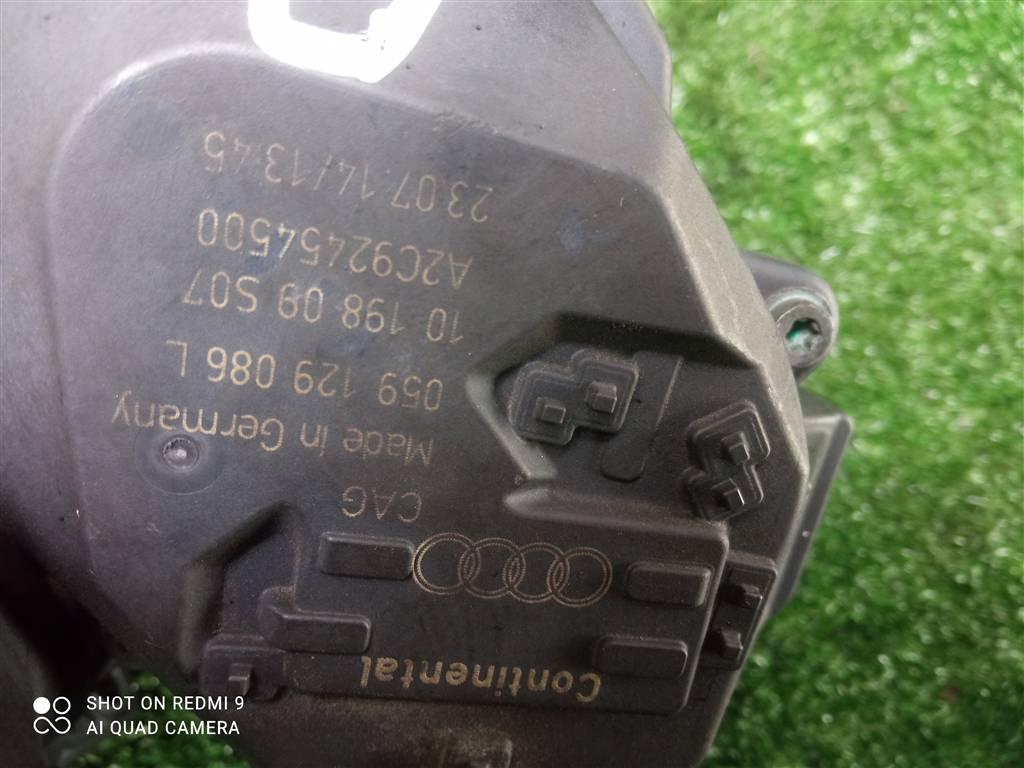 Continental
CAG
Made in Germany
059 129 086 L
10 198 09 S07
A2C92454500
23.07.14/13:45
SHOT ON REDMI 9
AI QUAD CAMERA